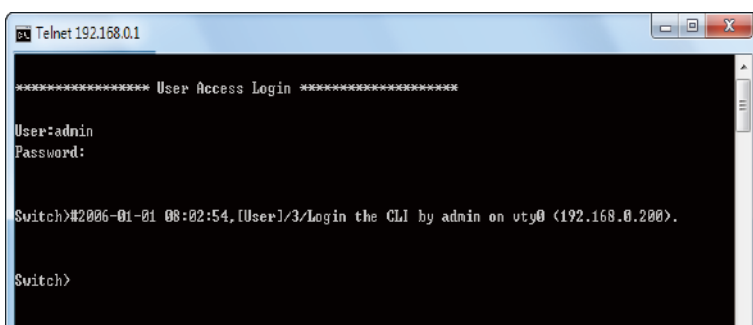 Telnet 192.168.0.1
****************** User Access Login ********************
User:admin
Password:
Switch>#2006-01-01 08:02:54,[User]/3/Login the CLI by admin on vty0 (192.168.0.200).
Switch>